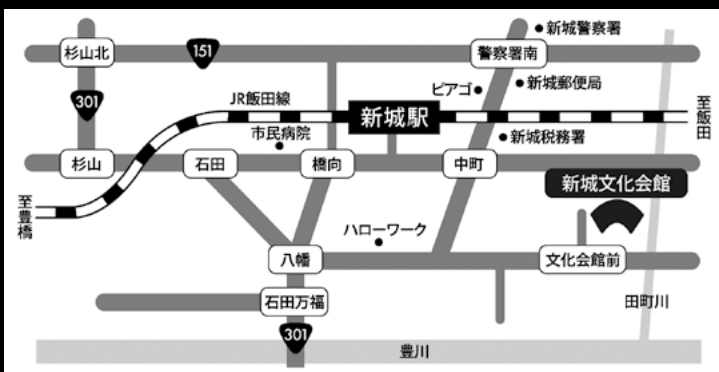 新城警察署
杉山北
151
警察署南
ピアゴ
新城郵便局
301
JR飯田線
新城駅
至飯田
市民病院
新城税務署
杉山
石田
橋向
中町
新城文化会館
至豊橋
ハローワーク
八幡
文化会館前
石田万福
田町川
301
豊川